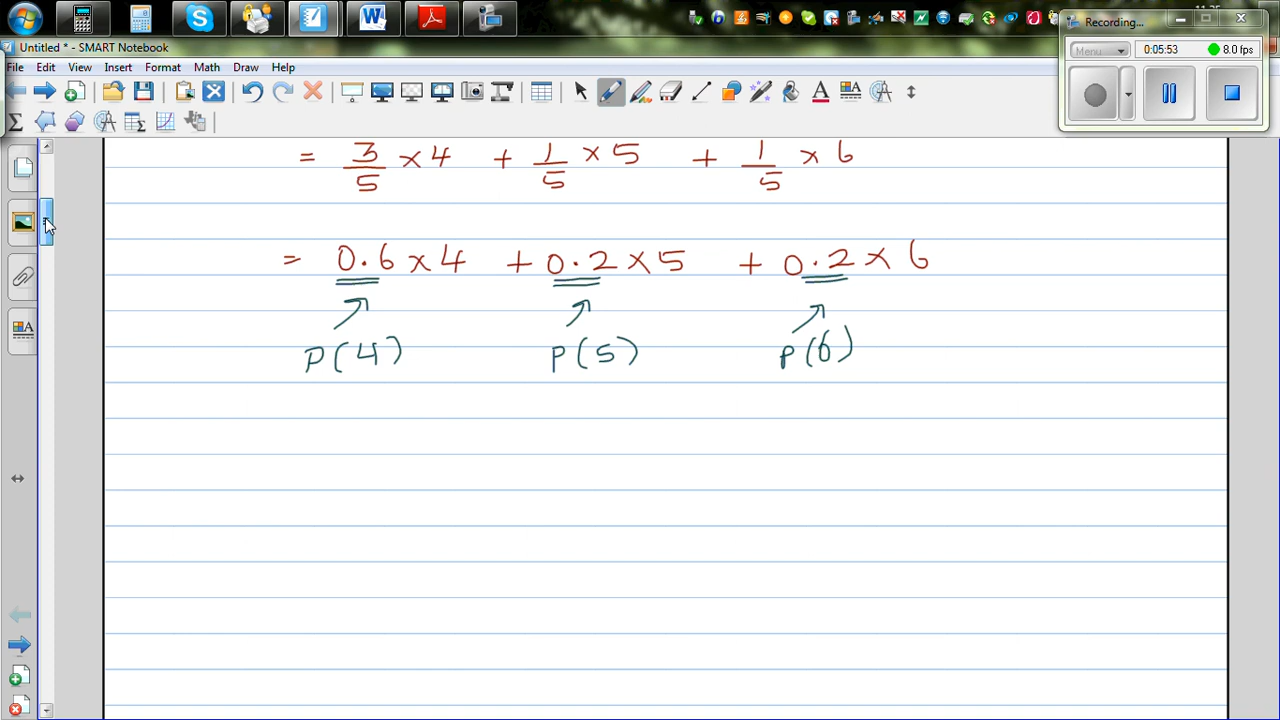 Recording...
Untitled * - SMART Notebook
Menu
0:05:53
8.0 fps
File Edit View Insert Format Math Draw Help
= 3/5 × 4 + 1/5 × 5 + 1/5 × 6
= 0.6 × 4 + 0.2 × 5 + 0.2 × 6
P(4) P(5) P(6)